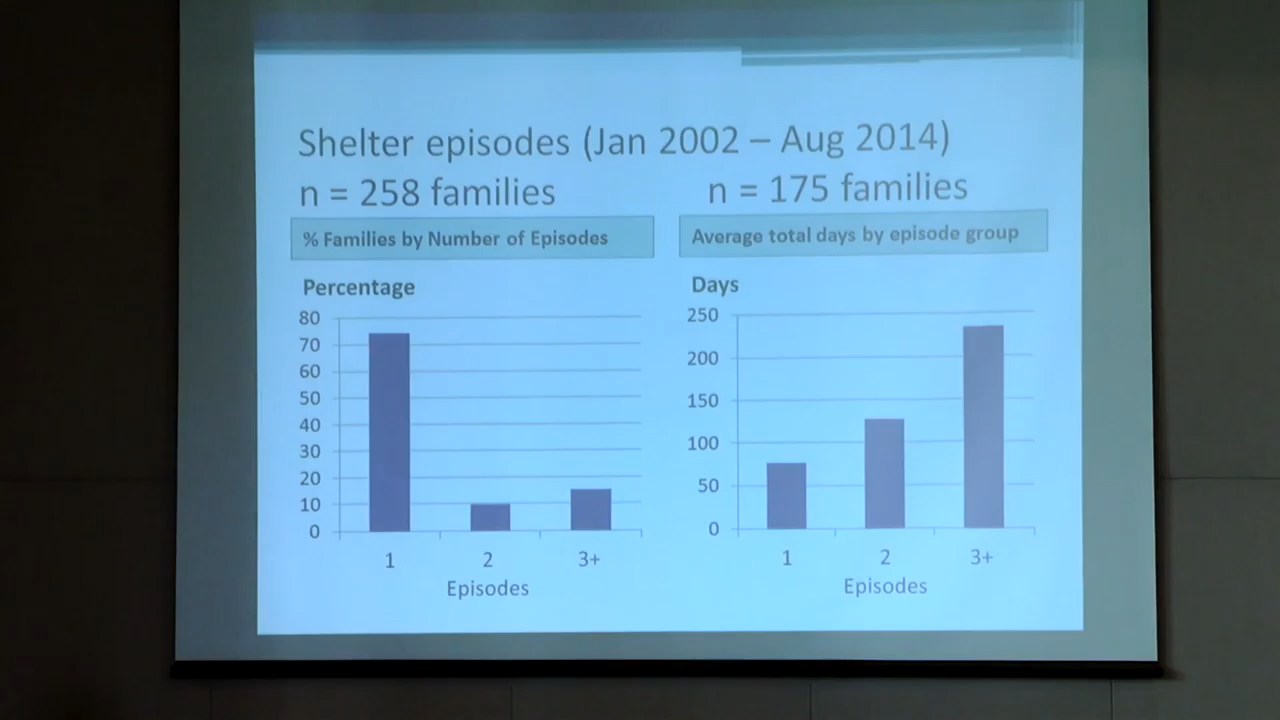 Shelter episodes (Jan 2002 – Aug 2014)
n = 258 families
n = 175 families
% Families by Number of Episodes
Average total days by episode group
Percentage
80
70
60
50
40
30
20
10
0
1 2 3+
Episodes
Days
250
200
150
100
50
0
1 2 3+
Episodes